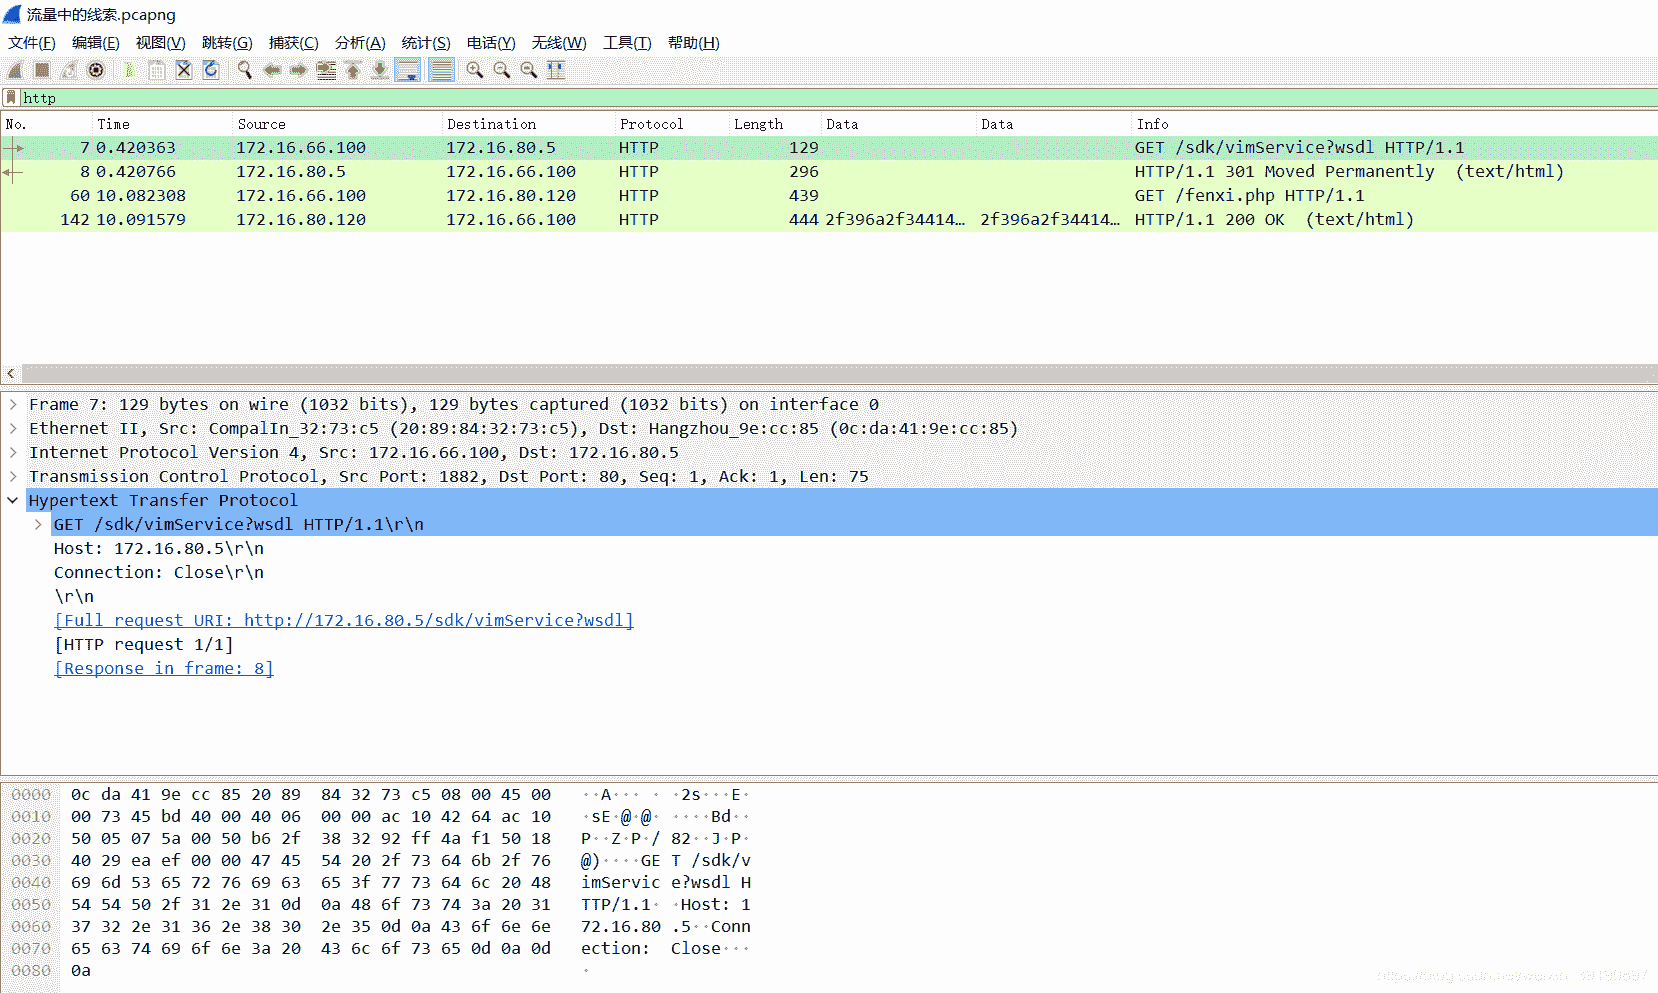 流量中的线索.pcapng
文件(F) 编辑(E) 视图(V) 跳转(G) 捕获(C) 分析(A) 统计(S) 电话(Y) 无线(W) 工具(T) 帮助(H)
http
No. Time Source Destination Protocol Length Data Data Info
7 0.420363 172.16.66.100 172.16.80.5 HTTP 129 GET /sdk/vimService?wsdl HTTP/1.1
8 0.420766 172.16.80.5 172.16.66.100 HTTP 296 HTTP/1.1 301 Moved Permanently (text/html)
60 10.082308 172.16.66.100 172.16.80.120 HTTP 439 GET /fenxi.php HTTP/1.1
142 10.091579 172.16.80.120 172.16.66.100 HTTP 444 2f396a2f34414… 2f396a2f34414… HTTP/1.1 200 OK (text/html)
Frame 7: 129 bytes on wire (1032 bits), 129 bytes captured (1032 bits) on interface 0
Ethernet II, Src: CompalIn_32:73:c5 (20:89:84:32:73:c5), Dst: Hangzhou_9e:cc:85 (0c:da:41:9e:cc:85)
Internet Protocol Version 4, Src: 172.16.66.100, Dst: 172.16.80.5
Transmission Control Protocol, Src Port: 1882, Dst Port: 80, Seq: 1, Ack: 1, Len: 75
Hypertext Transfer Protocol
GET /sdk/vimService?wsdl HTTP/1.1\r\n
Host: 172.16.80.5\r\n
Connection: Close\r\n
\r\n
[Full request URI: http://172.16.80.5/sdk/vimService?wsdl]
[HTTP request 1/1]
[Response in frame: 8]
0000 0c da 41 9e cc 85 20 89 84 32 73 c5 08 00 45 00 ··A··· · ·2s···E·
0010 00 73 45 bd 40 00 40 06 00 00 ac 10 42 64 ac 10 ·sE·@·@· ····Bd··
0020 50 05 07 5a 00 50 b6 2f 38 32 92 ff 4a f1 50 18 P··Z·P·/ 82··J·P·
0030 40 29 ea ef 00 00 47 45 54 20 2f 73 64 6b 2f 76 @)····GE T /sdk/v
0040 69 6d 53 65 72 76 69 63 65 3f 77 73 64 6c 20 48 imServic e?wsdl H
0050 54 54 50 2f 31 2e 31 0d 0a 48 6f 73 74 3a 20 31 TTP/1.1· ·Host: 1
0060 37 32 2e 31 36 2e 38 30 2e 35 0d 0a 43 6f 6e 6e 72.16.80 .5··Conn
0070 65 63 74 69 6f 6e 3a 20 43 6c 6f 73 65 0d 0a 0d ection: Close···
0080 0a ·